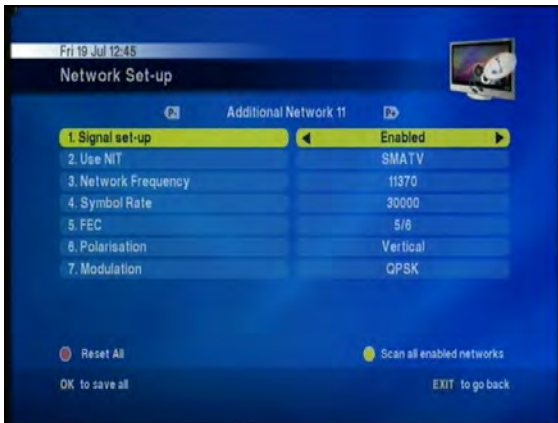 Fri 19 Jul 12:45
Network Set-up
P- Additional Network 11 P+
1. Signal set-up Enabled
2. Use NIT SMATV
3. Network Frequency 11370
4. Symbol Rate 30000
5. FEC 5/6
6. Polarisation Vertical
7. Modulation QPSK
Reset All Scan all enabled networks
OK to save all EXIT to go back